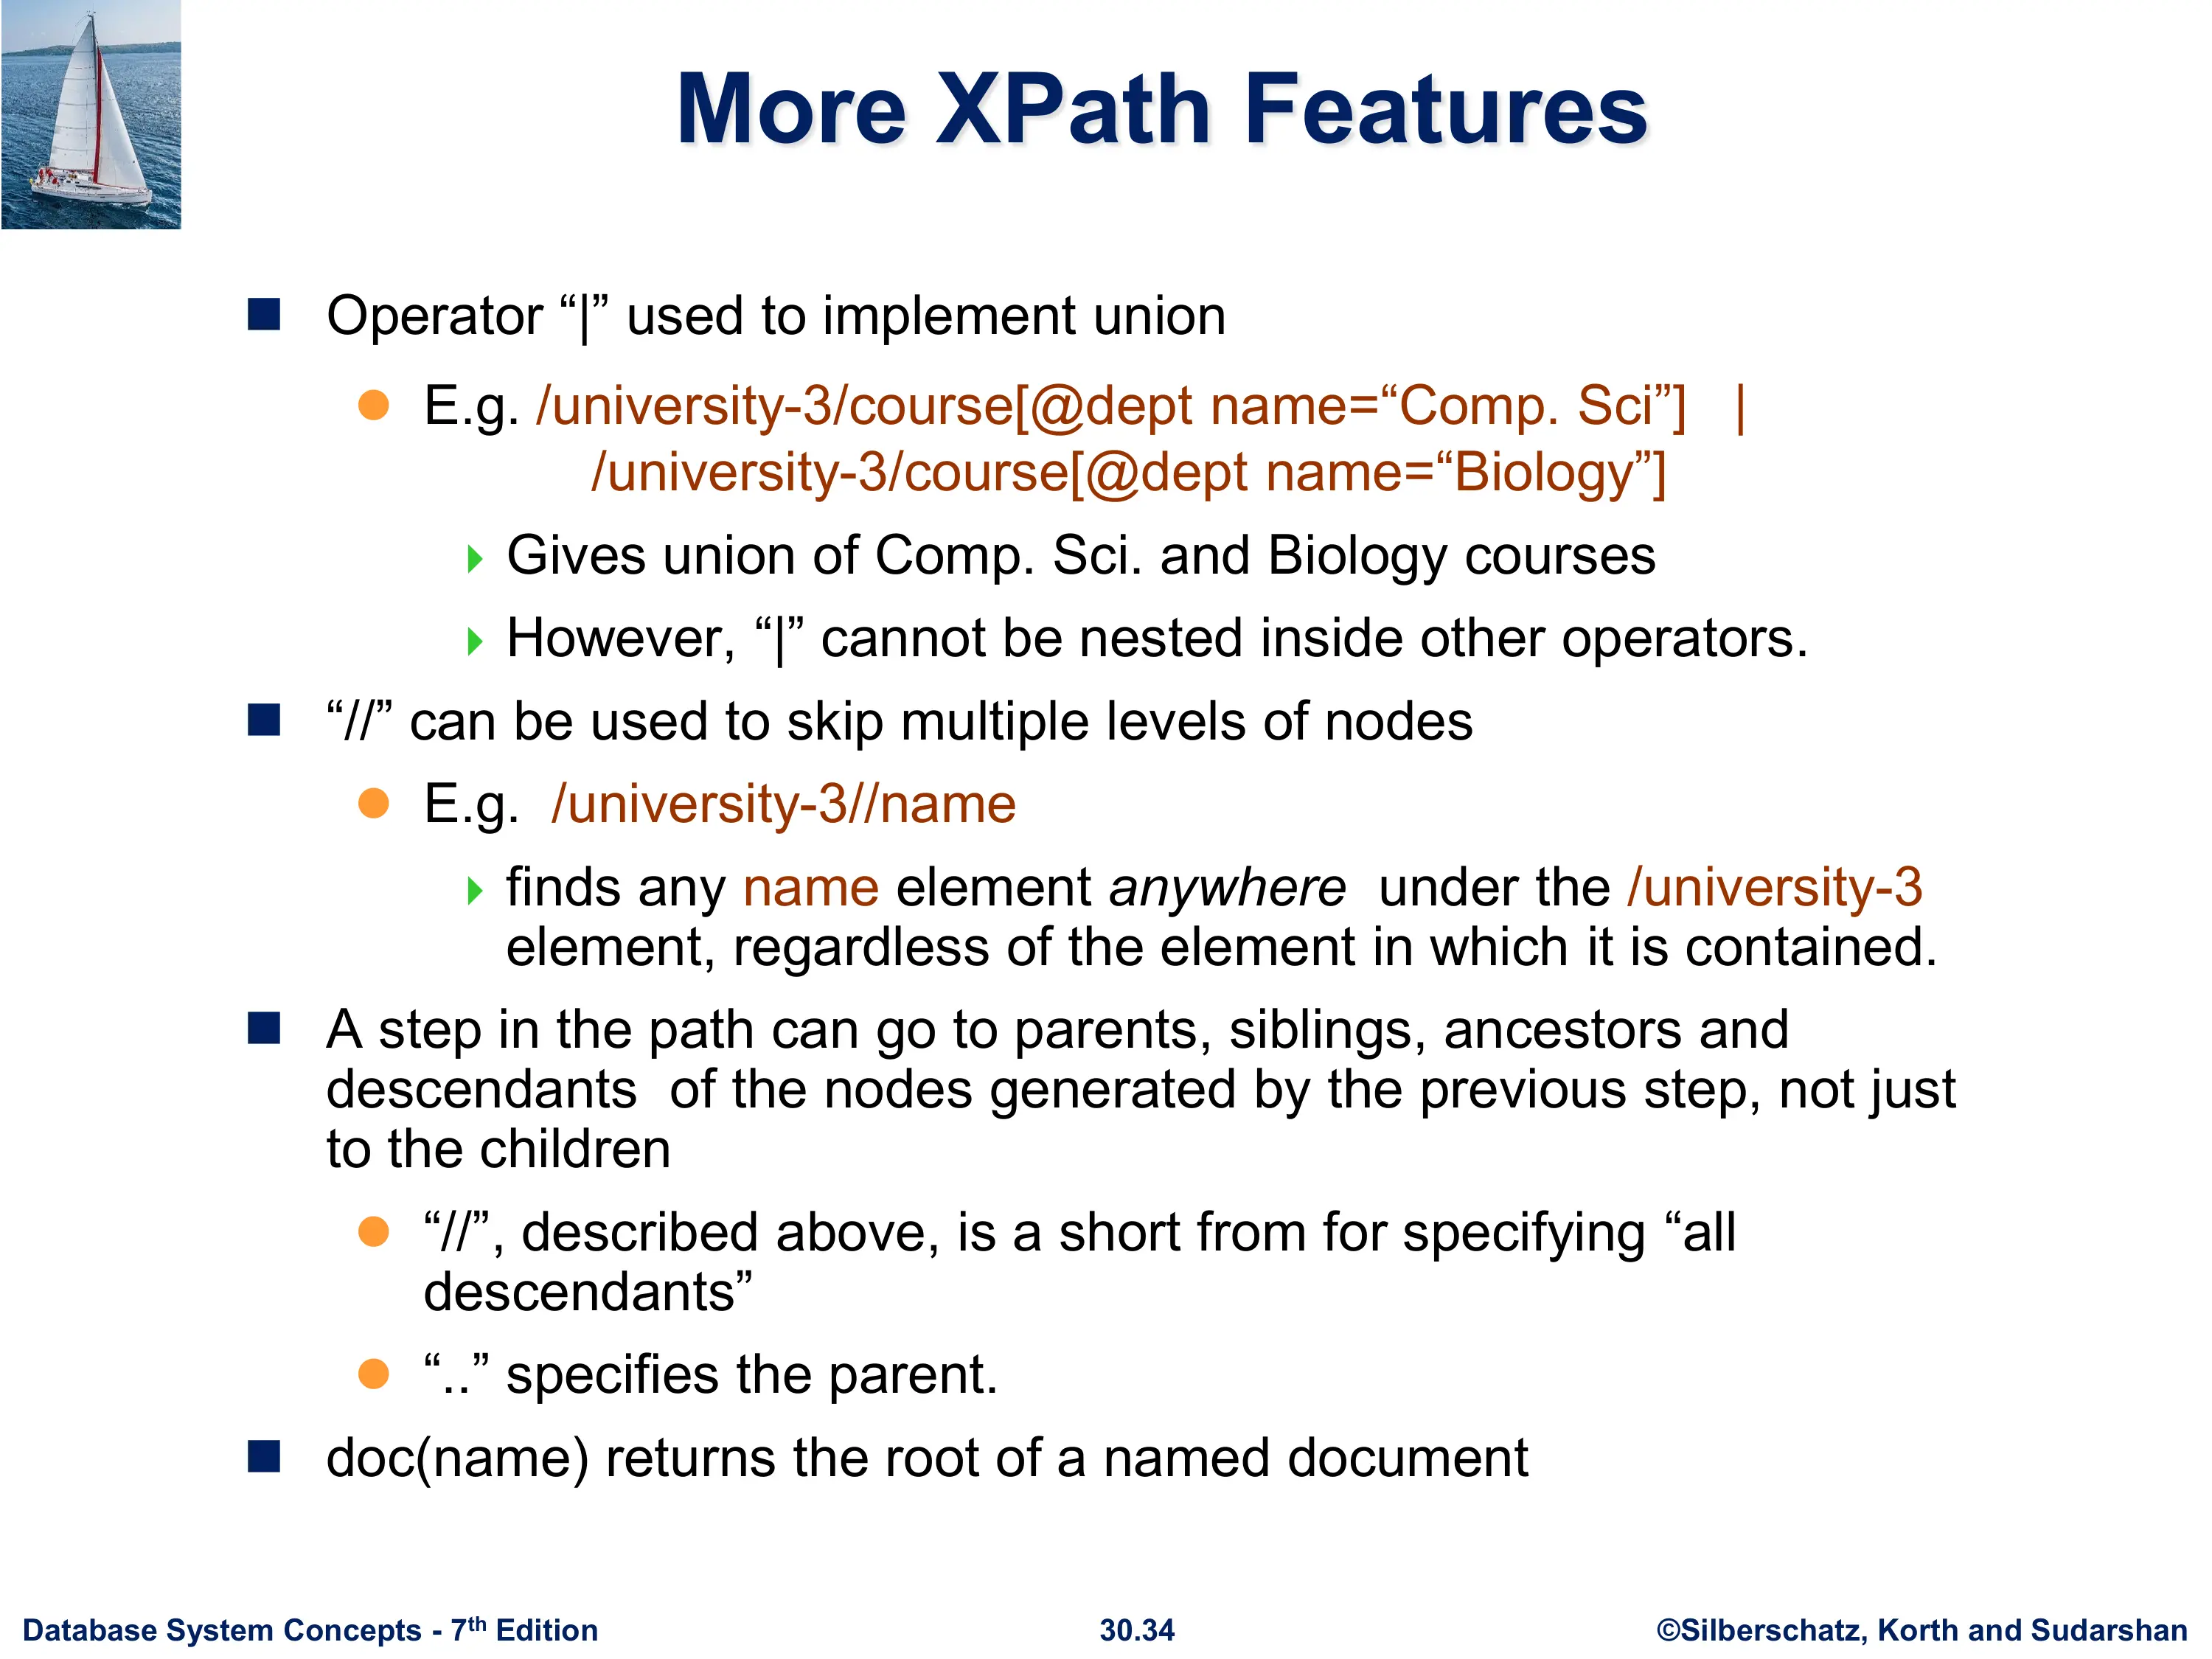 More XPath Features
Operator “|” used to implement union
E.g. /university-3/course[@dept name=“Comp. Sci”] |
/university-3/course[@dept name=“Biology”]
Gives union of Comp. Sci. and Biology courses
However, “|” cannot be nested inside other operators.
“//” can be used to skip multiple levels of nodes
E.g. /university-3//name
finds any name element anywhere under the /university-3
element, regardless of the element in which it is contained.
A step in the path can go to parents, siblings, ancestors and
descendants of the nodes generated by the previous step, not just
to the children
“//”, described above, is a short from for specifying “all
descendants”
“..” specifies the parent.
doc(name) returns the root of a named document
Database System Concepts - 7th Edition
30.34
©Silberschatz, Korth and Sudarshan